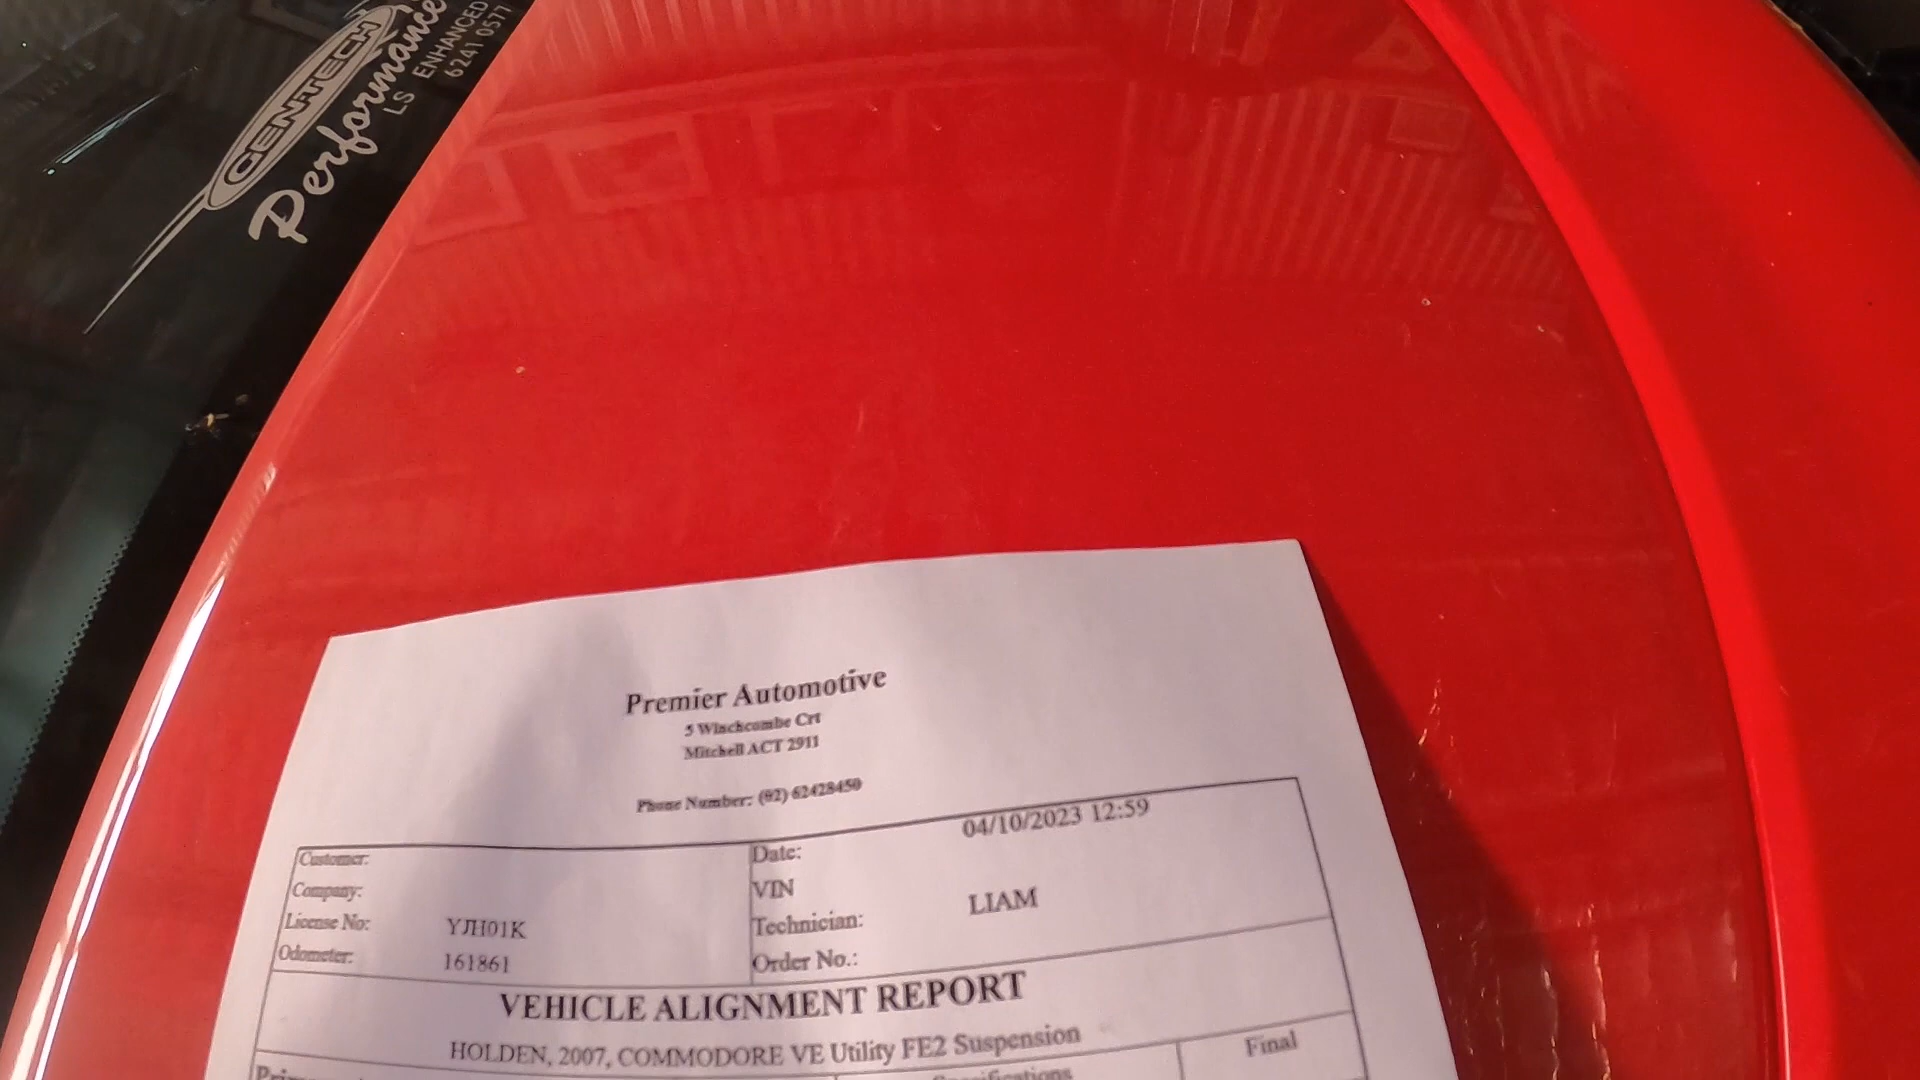 CENTECH
Performance
LS ENHANCED
6241 0577
Premier Automotive
5 Winchcombe Crt
Mitchell ACT 2911
Phone Number: (02) 62428450
Customer:
Company:
License No: YJH01K
Odometer: 161861
Date: 04/10/2023 12:59
VIN
Technician: LIAM
Order No.:
VEHICLE ALIGNMENT REPORT
HOLDEN, 2007, COMMODORE VE Utility FE2 Suspension
Specifications Final